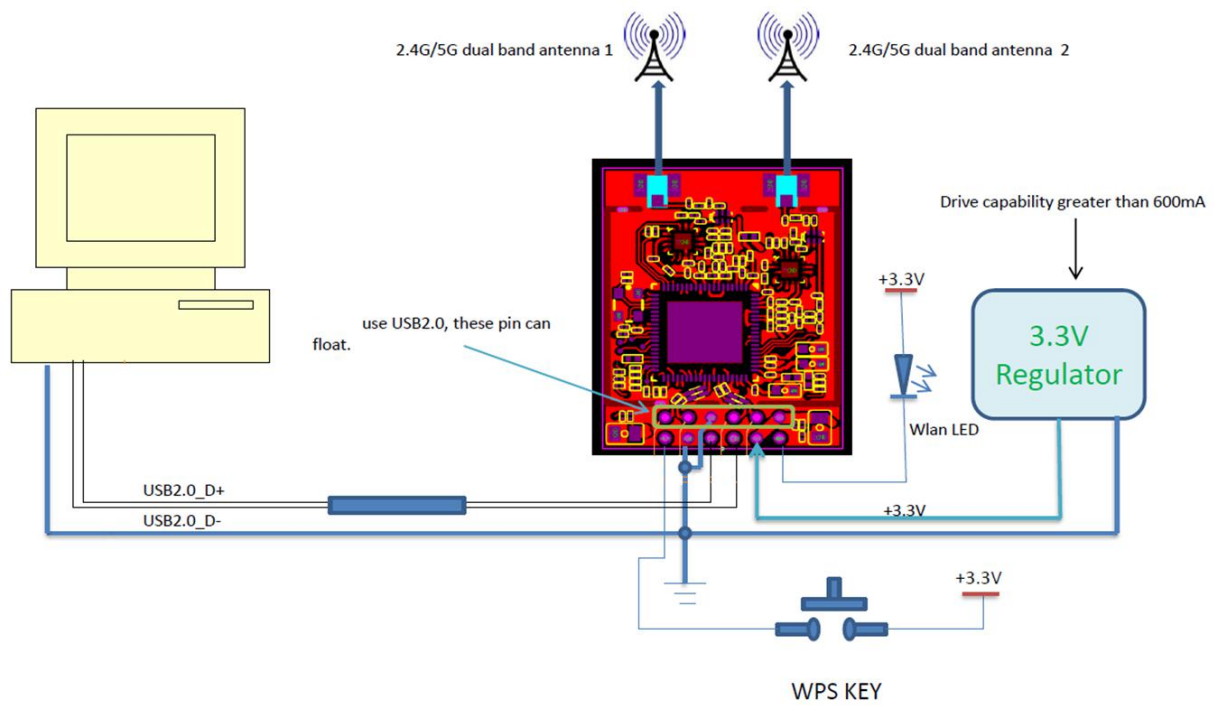 2.4G/5G dual band antenna 1
2.4G/5G dual band antenna 2
Drive capability greater than 600mA
+3.3V
3.3V
Regulator
use USB2.0, these pin can
float.
Wlan LED
USB2.0_D+
USB2.0_D-
+3.3V
+3.3V
WPS KEY